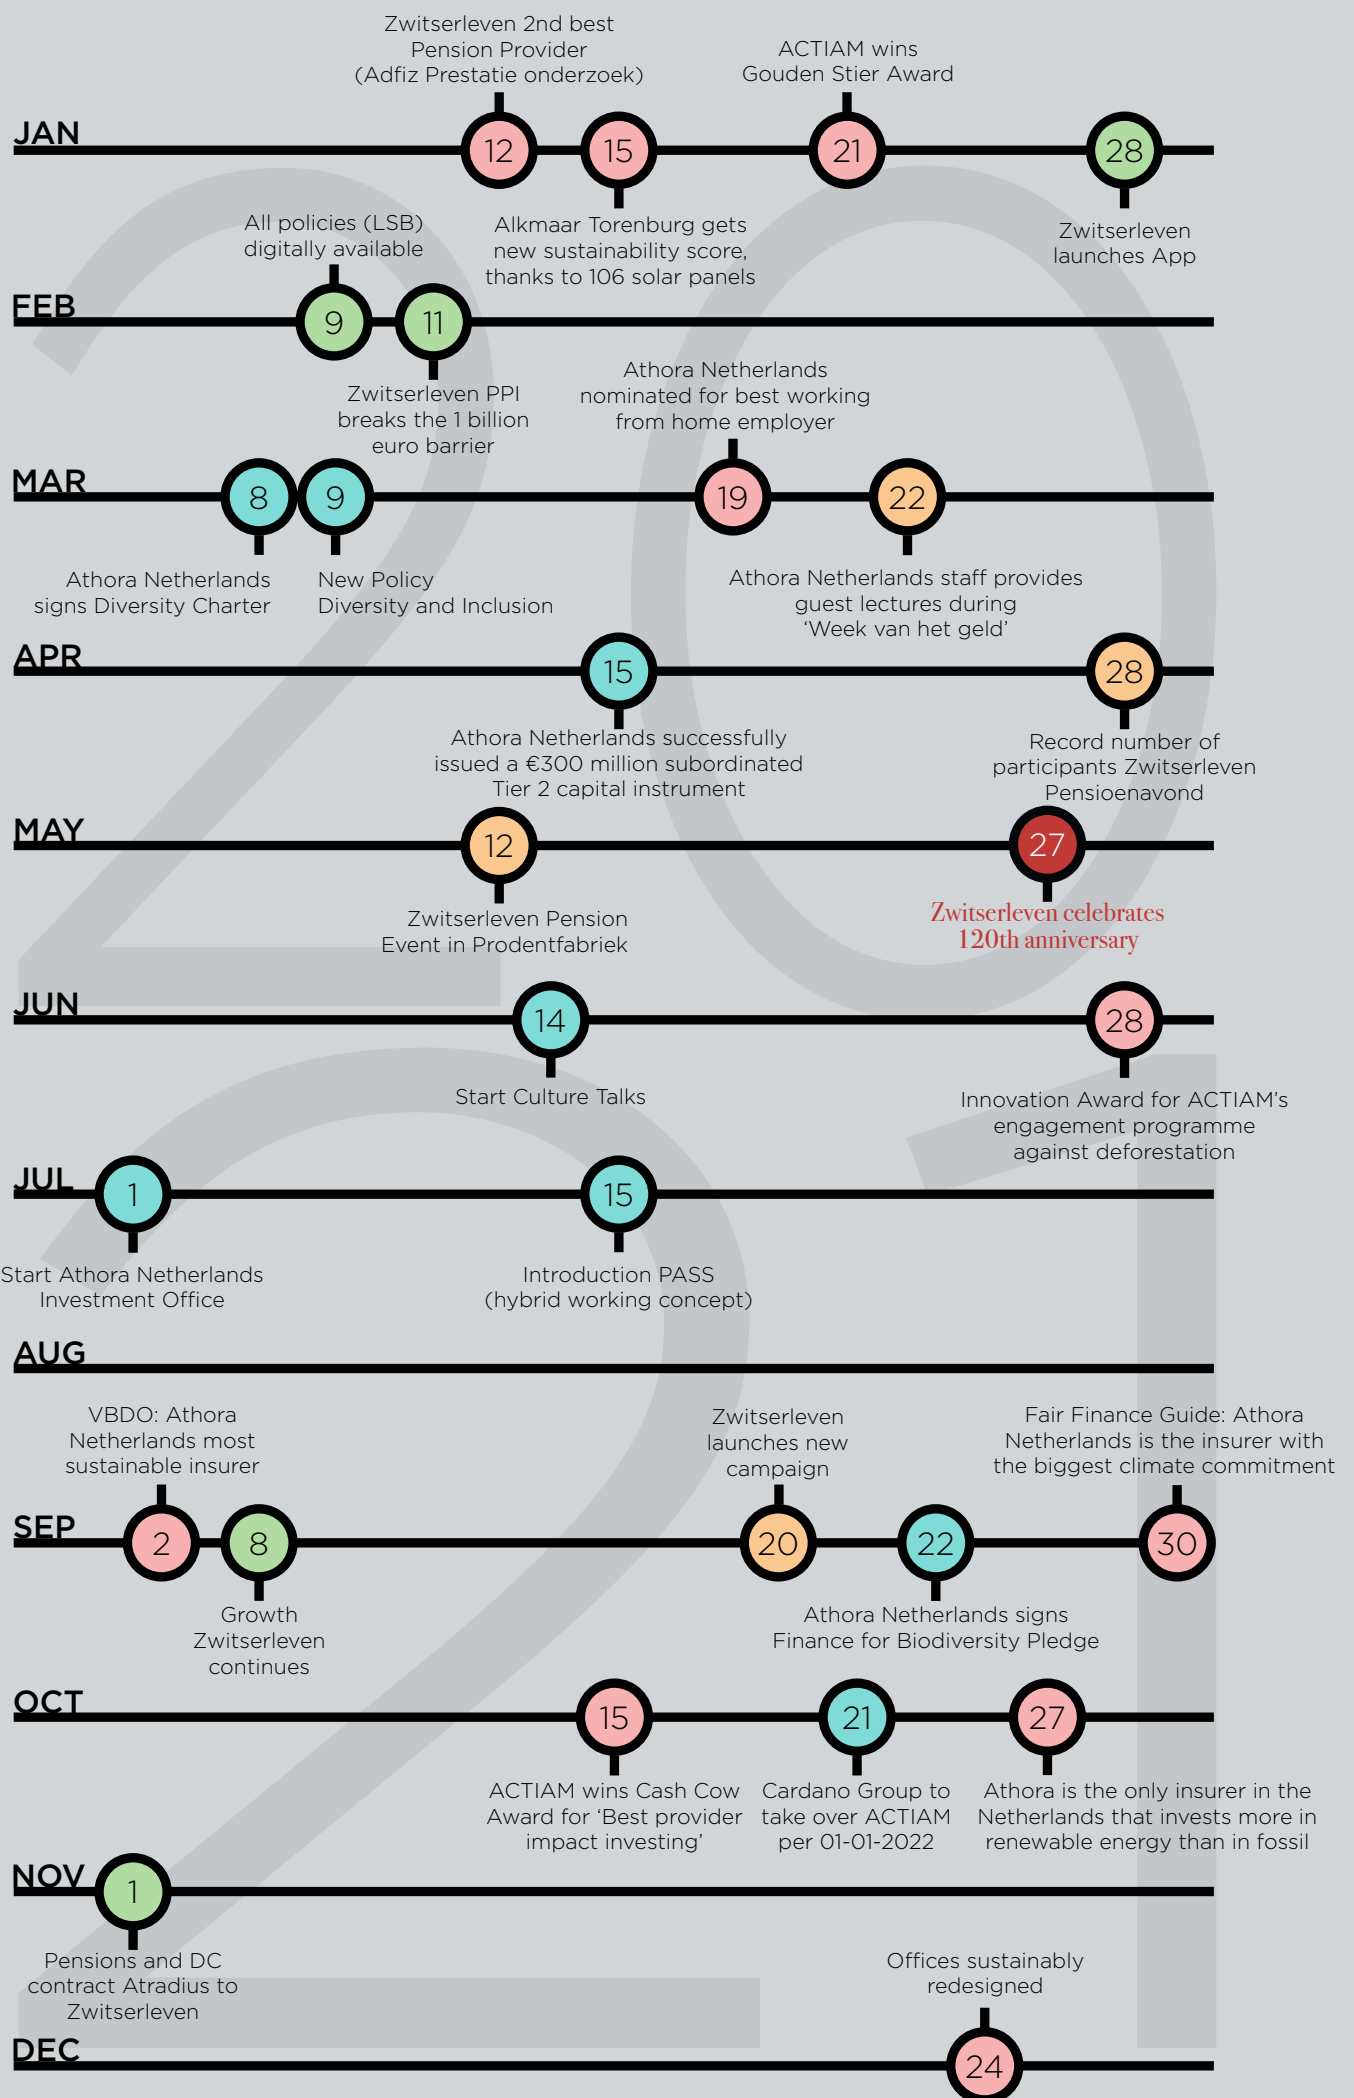 Zwitserleven 2nd best
Pension Provider
(Adfiz Prestatie onderzoek)
ACTIAM wins
Gouden Stier Award
JAN
12
15
21
28
Alkmaar Torenburg gets
new sustainability score,
thanks to 106 solar panels
Zwitserleven
launches App
All policies (LSB)
digitally available
FEB
9
11
Zwitserleven PPI
breaks the 1 billion
euro barrier
Athora Netherlands
nominated for best working
from home employer
MAR
8
9
19
22
Athora Netherlands
signs Diversity Charter
New Policy
Diversity and Inclusion
Athora Netherlands staff provides
guest lectures during
‘Week van het geld’
APR
15
28
Athora Netherlands successfully
issued a €300 million subordinated
Tier 2 capital instrument
Record number of
participants Zwitserleven
Pensioenavond
MAY
12
27
Zwitserleven Pension
Event in Prodentfabriek
Zwitserleven celebrates
120th anniversary
JUN
14
28
Start Culture Talks
Innovation Award for ACTIAM’s
engagement programme
against deforestation
JUL
1
15
Start Athora Netherlands
Investment Office
Introduction PASS
(hybrid working concept)
AUG
VBDO: Athora
Netherlands most
sustainable insurer
Zwitserleven
launches new
campaign
Fair Finance Guide: Athora
Netherlands is the insurer with
the biggest climate commitment
SEP
2
8
20
22
30
Growth
Zwitserleven
continues
Athora Netherlands signs
Finance for Biodiversity Pledge
OCT
15
21
27
ACTIAM wins Cash Cow
Award for ‘Best provider
impact investing’
Cardano Group to
take over ACTIAM
per 01-01-2022
Athora is the only insurer in the
Netherlands that invests more in
renewable energy than in fossil
NOV
1
Pensions and DC
contract Atradius to
Zwitserleven
Offices sustainably
redesigned
DEC
24
20
21